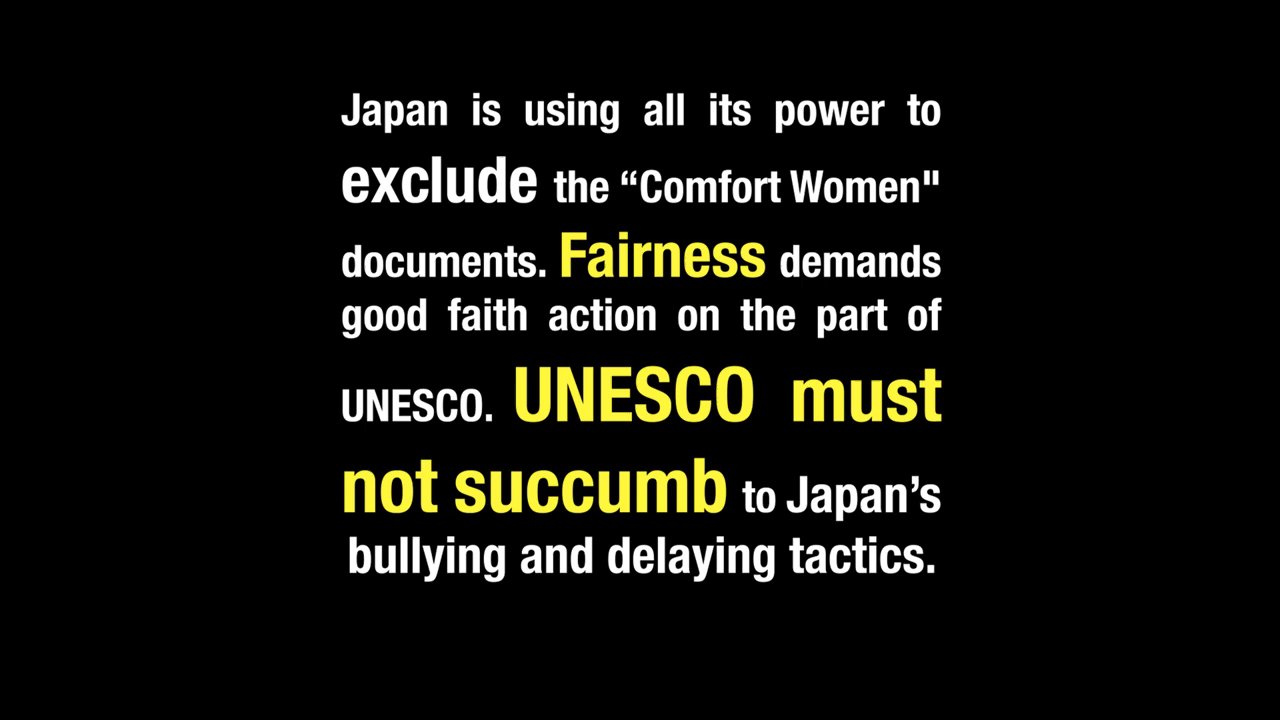 Japan is using all its power to
exclude the “Comfort Women"
documents. Fairness demands
good faith action on the part of
UNESCO. UNESCO must
not succumb to Japan’s
bullying and delaying tactics.